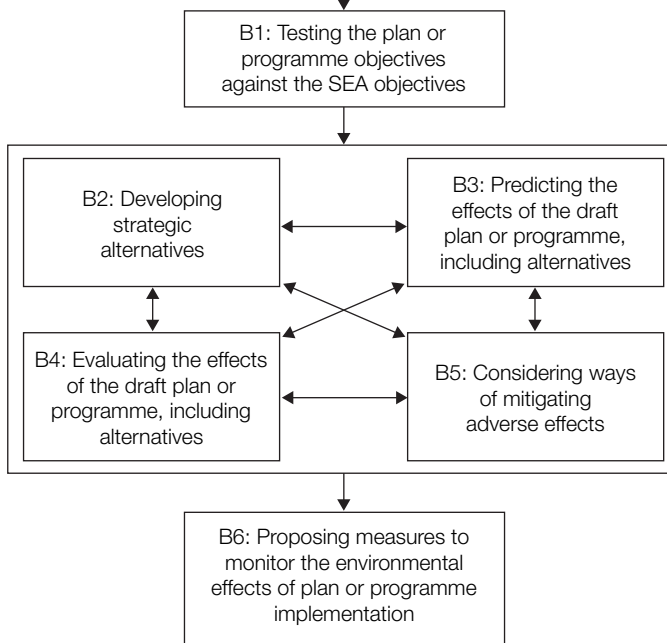 B1: Testing the plan or
programme objectives
against the SEA objectives
B2: Developing
strategic
alternatives
B3: Predicting the
effects of the draft
plan or programme,
including alternatives
B4: Evaluating the effects
of the draft plan or
programme, including
alternatives
B5: Considering ways
of mitigating
adverse effects
B6: Proposing measures to
monitor the environmental
effects of plan or programme
implementation